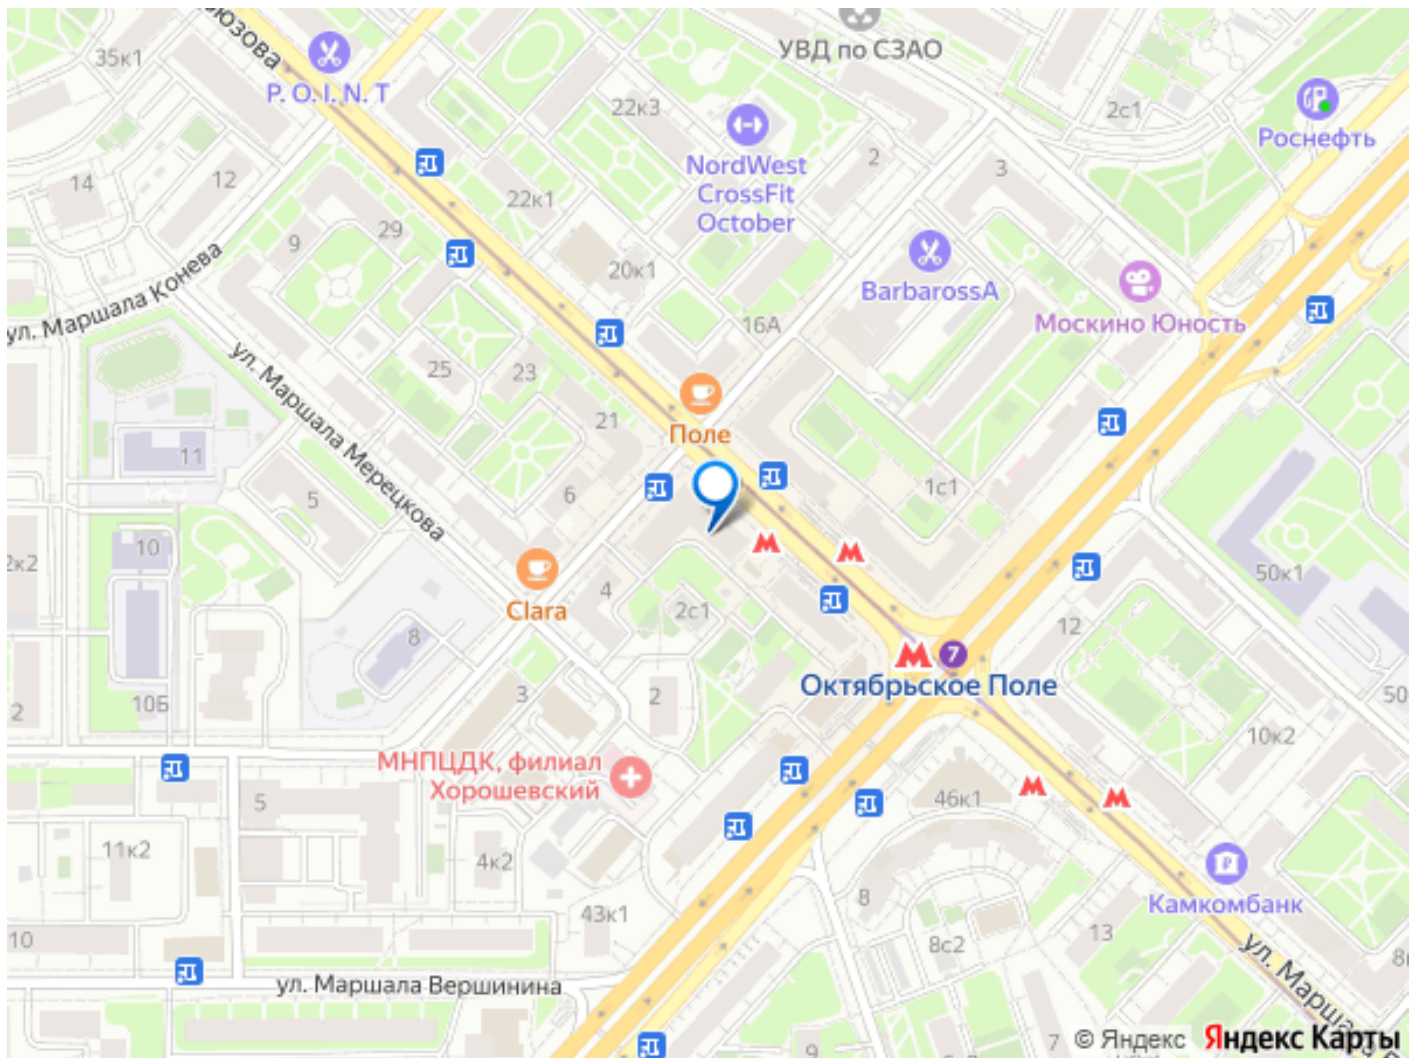 УВД по СЗАО
35к1
P. O. I. N. T
22к3
2с1
Роснефть
NordWest
CrossFit
October
2
3
14
12
22к1
29
9
20к1
BarbarossA
Москино Юность
ул. Маршала Конева
16А
ул. Маршала Мерецкова
25
23
21
Поле
11
5
6
1с1
10
50к1
Clara
4
2с1
12
8
7
Октябрьское Поле
10Б
2
3
2
10к2
МНПЦДК, филиал
Хорошевский
46к1
5
11к2
4к2
Камкомбанк
8
43к1
13
10
8с2
ул. Маршала Вершинина
7
9
© Яндекс Яндекс Карты